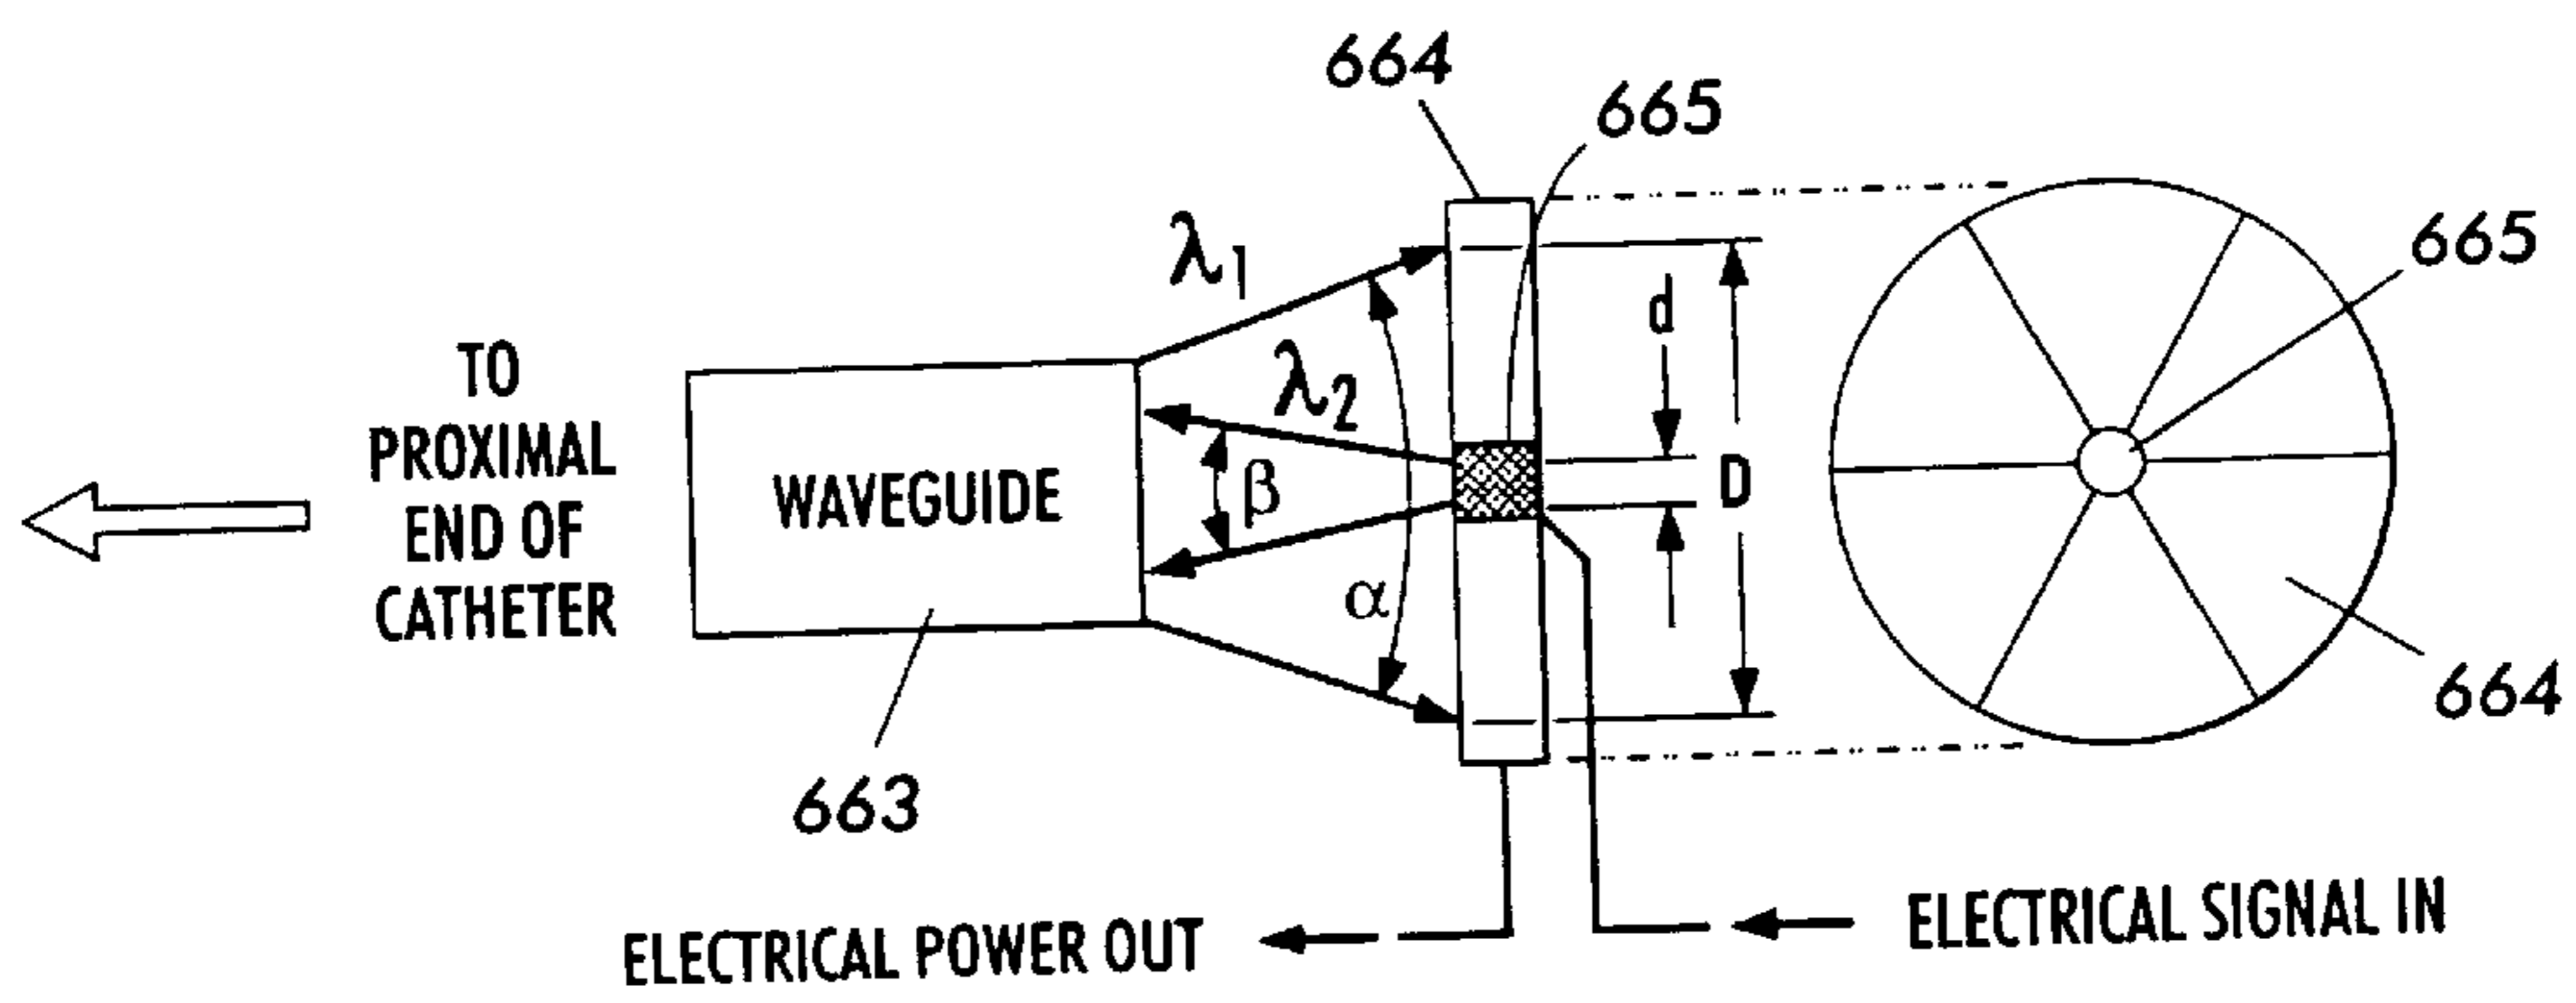 664
665
λ1
λ2
d
D
β
α
665
664
TO
PROXIMAL
END OF
CATHETER
WAVEGUIDE
663
ELECTRICAL POWER OUT
ELECTRICAL SIGNAL IN